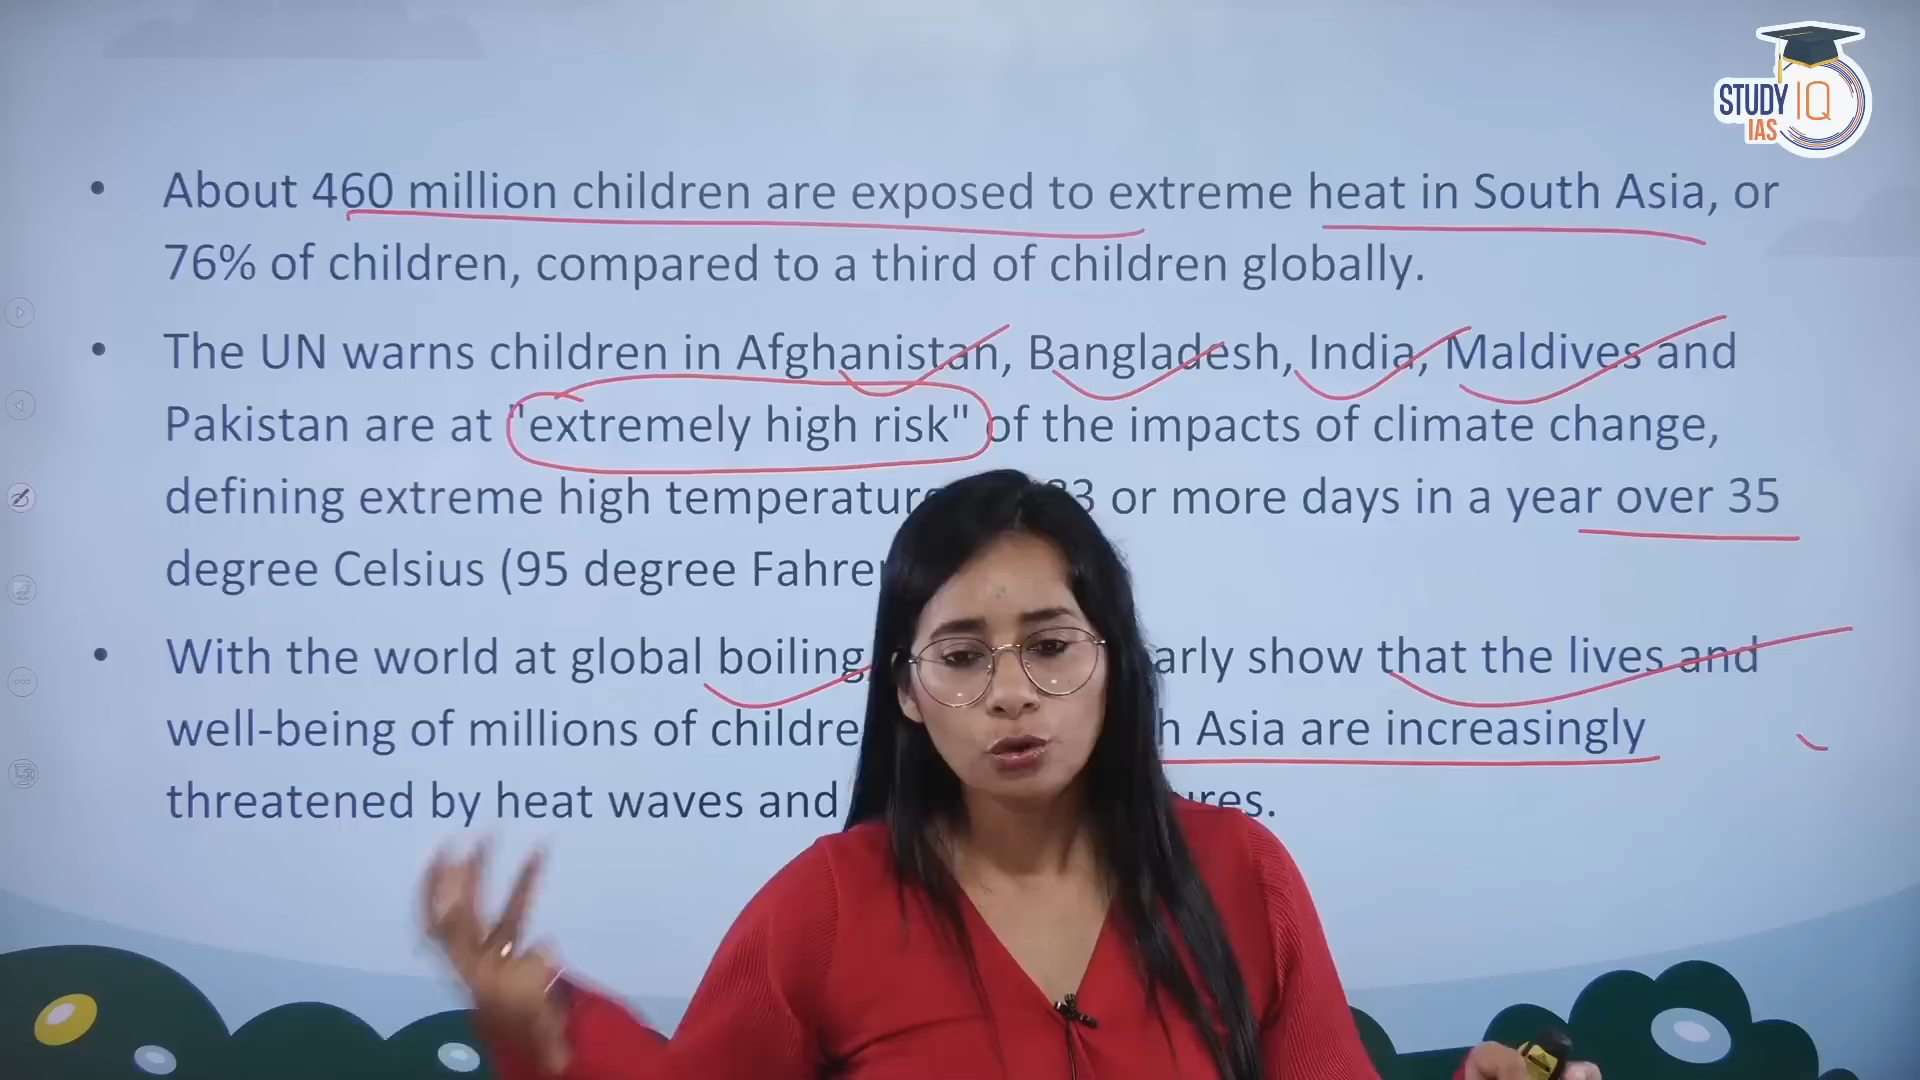 STUDY IQ
IAS
• About 460 million children are exposed to extreme heat in South Asia, or
76% of children, compared to a third of children globally.
• The UN warns children in Afghanistan, Bangladesh, India, Maldives and
Pakistan are at "extremely high risk" of the impacts of climate change,
defining extreme high temperatur 83 or more days in a year over 35
degree Celsius (95 degree Fahre
• With the world at global boiling, arly show that the lives and
well-being of millions of childre h Asia are increasingly
threatened by heat waves and ures.